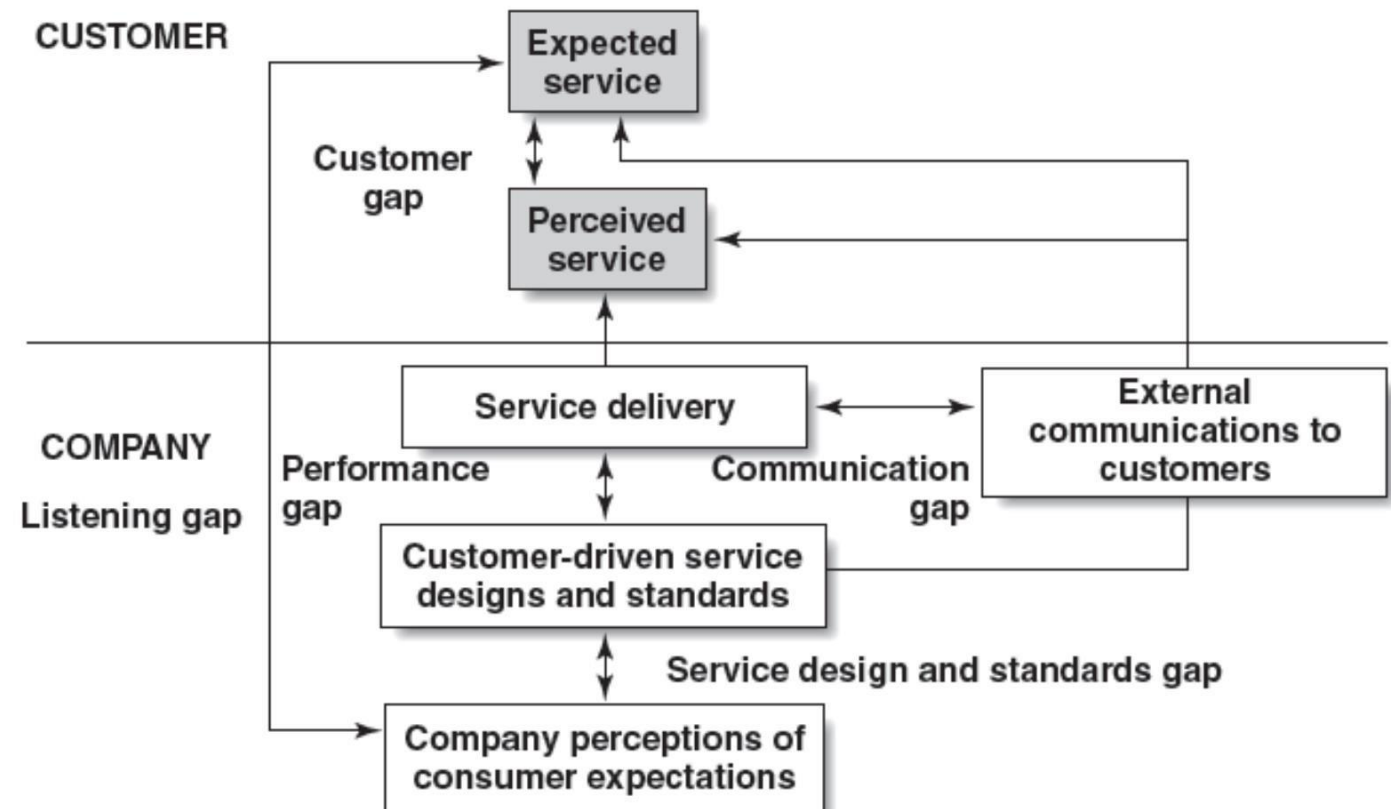 CUSTOMER
Expected
service
Customer
gap
Perceived
service
Service delivery
External
communications to
customers
COMPANY
Listening gap
Performance
gap
Communication
gap
Customer-driven service
designs and standards
Service design and standards gap
Company perceptions of
consumer expectations